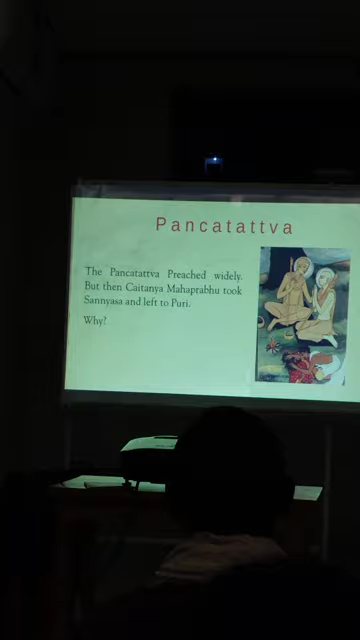 Pancatattva
The Pancatattva Preached widely.
But then Caitanya Mahaprabhu took
Sannyasa and left to Puri.
Why?